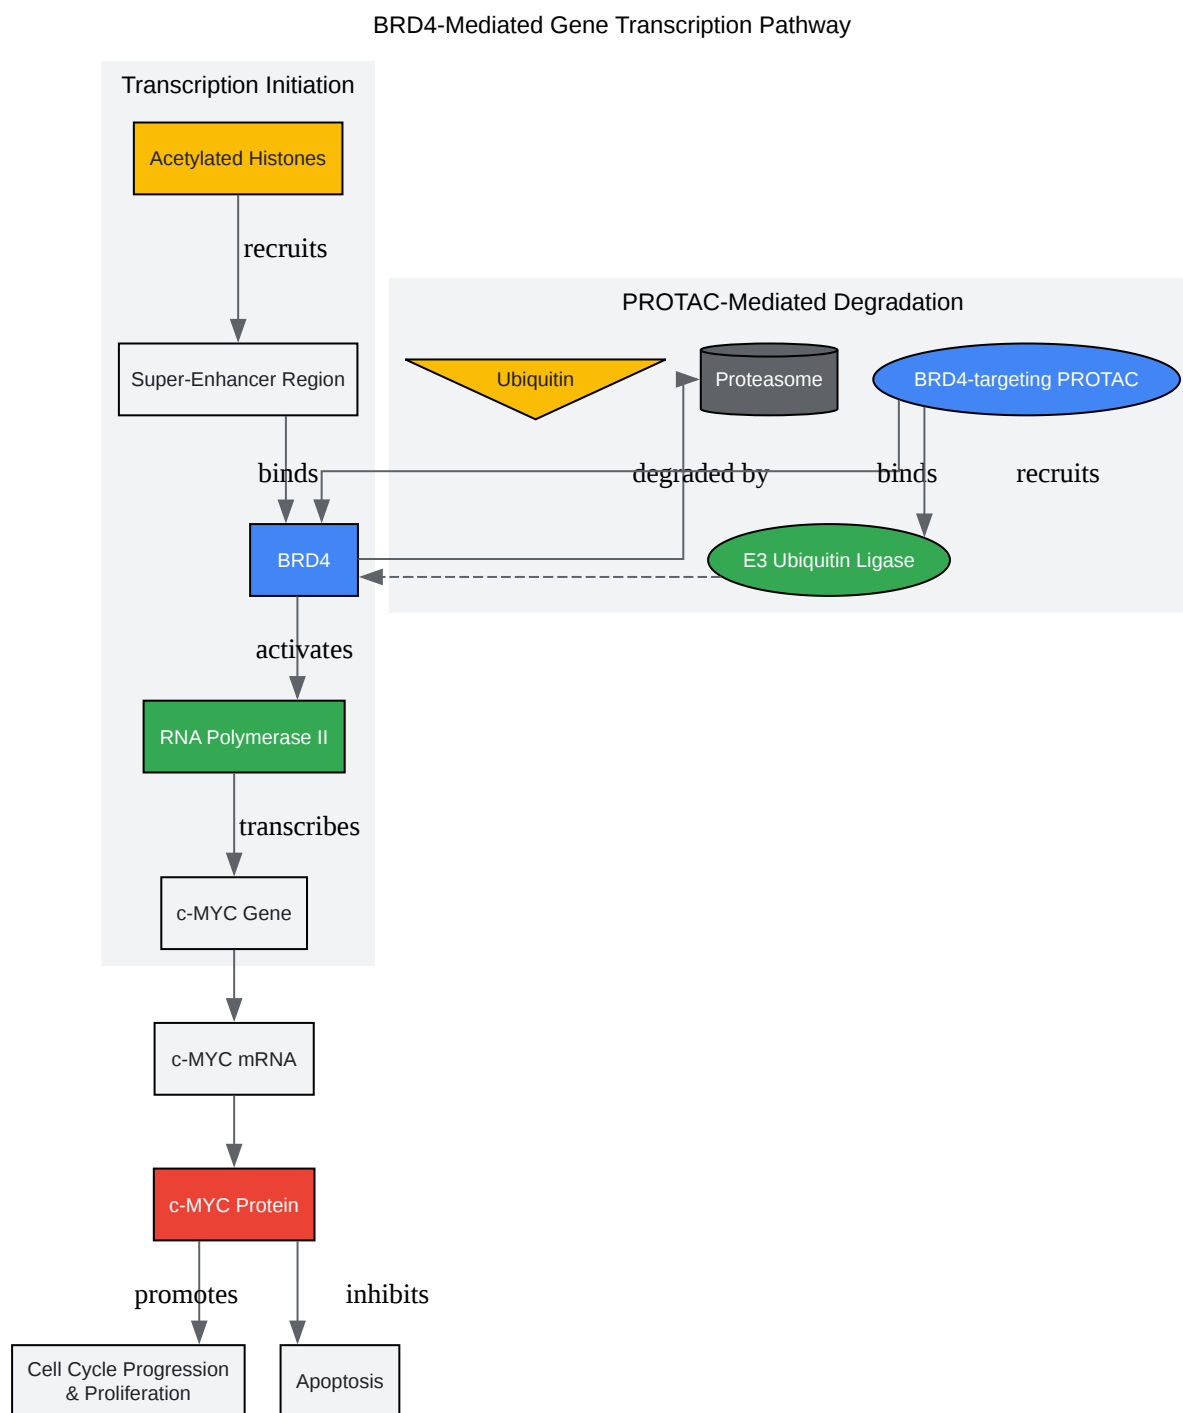 BRD4-Mediated Gene Transcription Pathway
Transcription Initiation
Acetylated Histones
recruits
PROTAC-Mediated Degradation
Super-Enhancer Region
Ubiquitin
Proteasome
BRD4-targeting PROTAC
binds
degraded by
binds
recruits
BRD4
E3 Ubiquitin Ligase
activates
RNA Polymerase II
transcribes
c-MYC Gene
c-MYC mRNA
c-MYC Protein
promotes
inhibits
Cell Cycle Progression
& Proliferation
Apoptosis